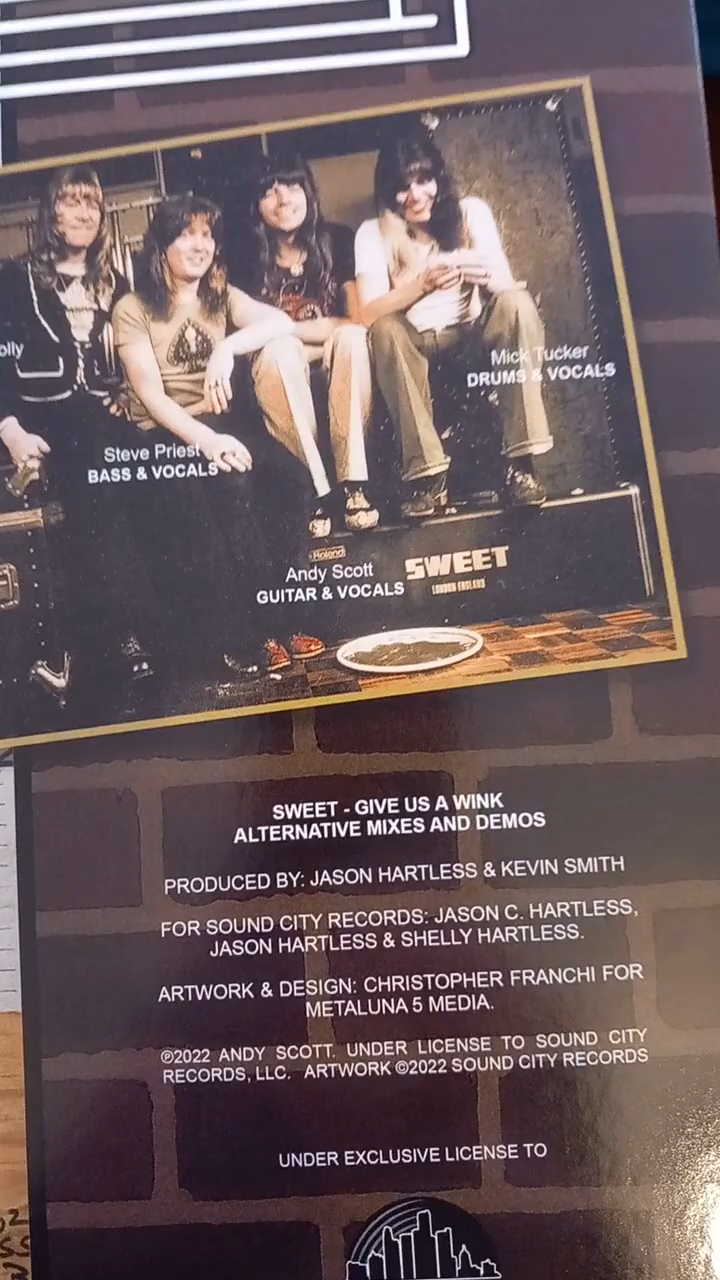 olly
Mick Tucker
DRUMS & VOCALS
Steve Priest
BASS & VOCALS
Roland
Andy Scott
GUITAR & VOCALS
SWEET
LONDON ENGLAND
SWEET - GIVE US A WINK
ALTERNATIVE MIXES AND DEMOS
PRODUCED BY: JASON HARTLESS & KEVIN SMITH
FOR SOUND CITY RECORDS: JASON C. HARTLESS,
JASON HARTLESS & SHELLY HARTLESS.
ARTWORK & DESIGN: CHRISTOPHER FRANCHI FOR
METALUNA 5 MEDIA.
℗2022 ANDY SCOTT. UNDER LICENSE TO SOUND CITY
RECORDS, LLC. ARTWORK ©2022 SOUND CITY RECORDS
UNDER EXCLUSIVE LICENSE TO